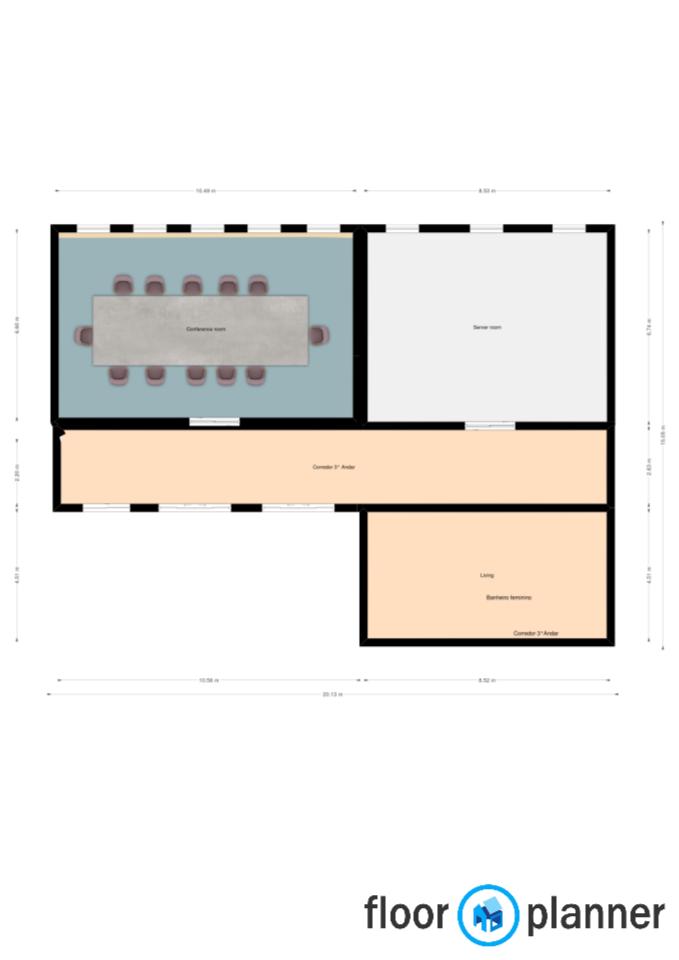 10.49 m
8.50 m
Conference room
Server room
6.60 m
6.74 m
15.05 m
Corredor 3° Andar
2.20 m
2.63 m
Living
Banheiro feminino
Corredor 3°Andar
4.51 m
4.51 m
10.56 m
8.52 m
20.13 m
floor planner